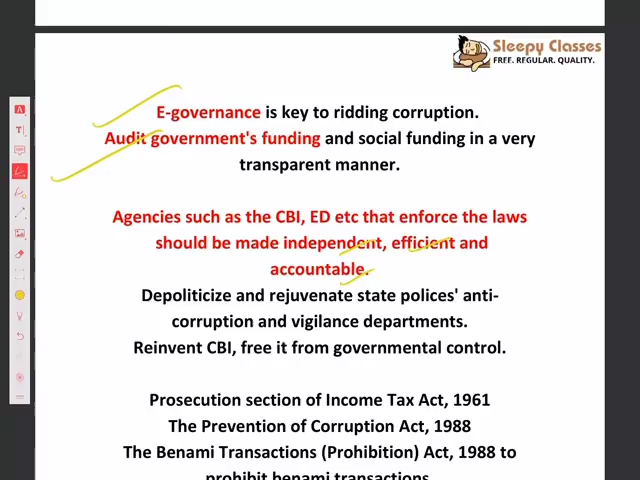 Sleepy Classes
FREE. REGULAR. QUALITY.
E-governance is key to ridding corruption.
Audit government's funding and social funding in a very
transparent manner.
Agencies such as the CBI, ED etc that enforce the laws
should be made independent, efficient and
accountable.
Depoliticize and rejuvenate state polices' anti-
corruption and vigilance departments.
Reinvent CBI, free it from governmental control.
Prosecution section of Income Tax Act, 1961
The Prevention of Corruption Act, 1988
The Benami Transactions (Prohibition) Act, 1988 to
prohibit benami transactions